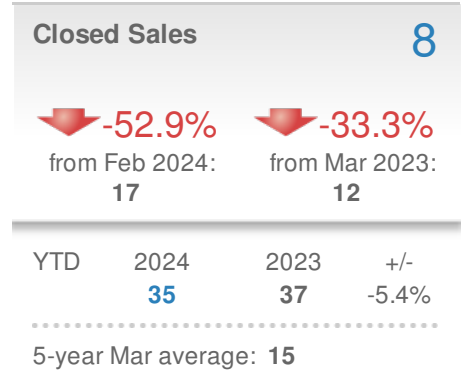 Closed Sales 8
-52.9% -33.3%
from Feb 2024: from Mar 2023:
17 12
YTD 2024 2023 +/-
35 37 -5.4%
5-year Mar average: 15